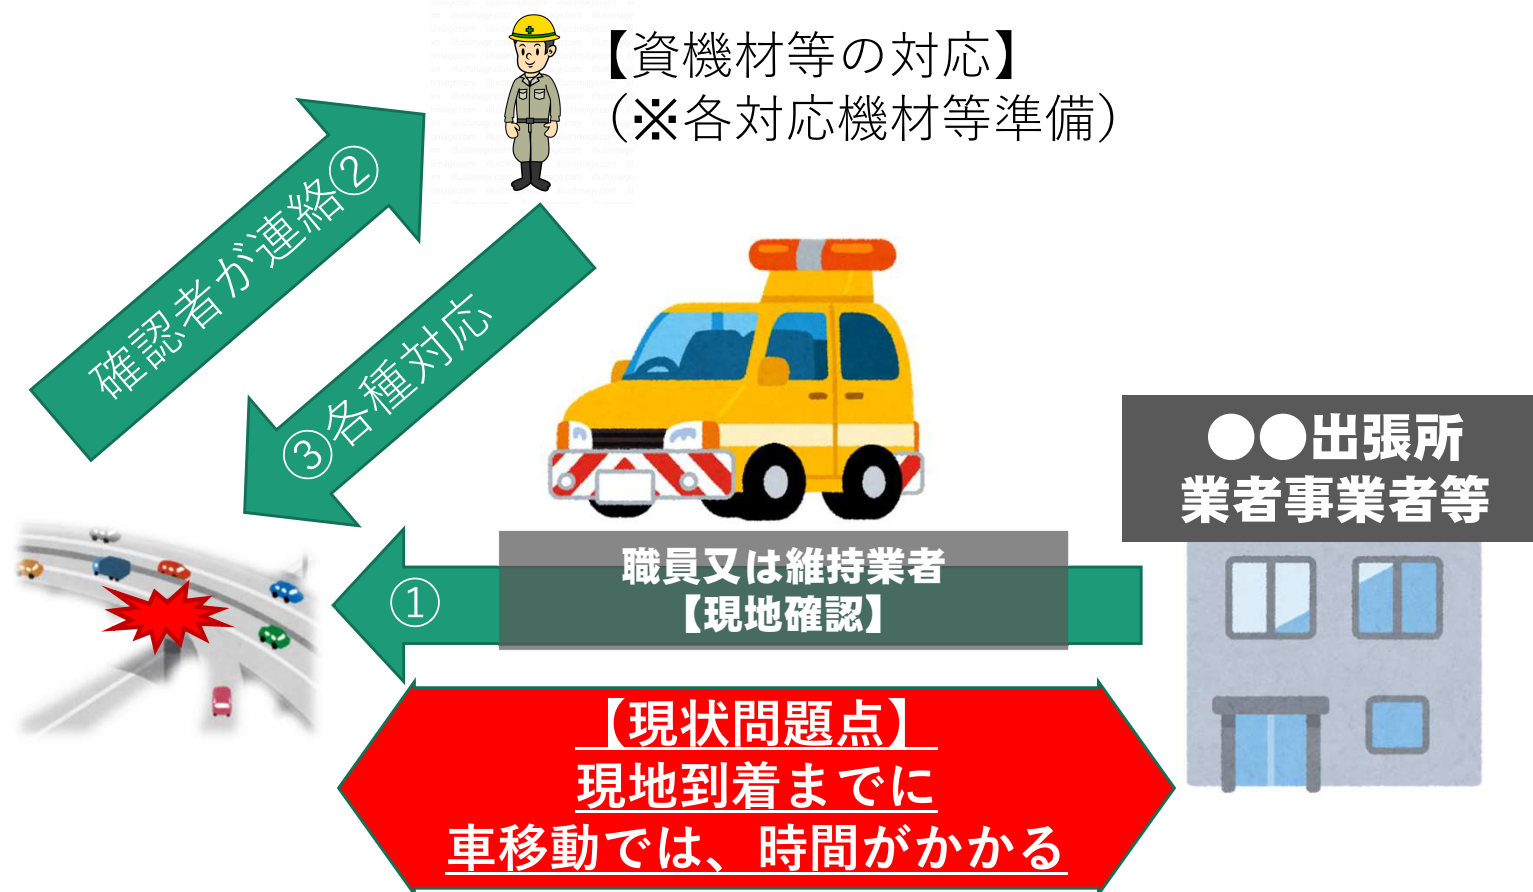 【資機材等の対応】
（※各対応機材等準備）
確認者が連絡②
③各種対応
●●出張所
業者事業者等
①
職員又は維持業者
【現地確認】
【現状問題点】
現地到着までに
車移動では、時間がかかる